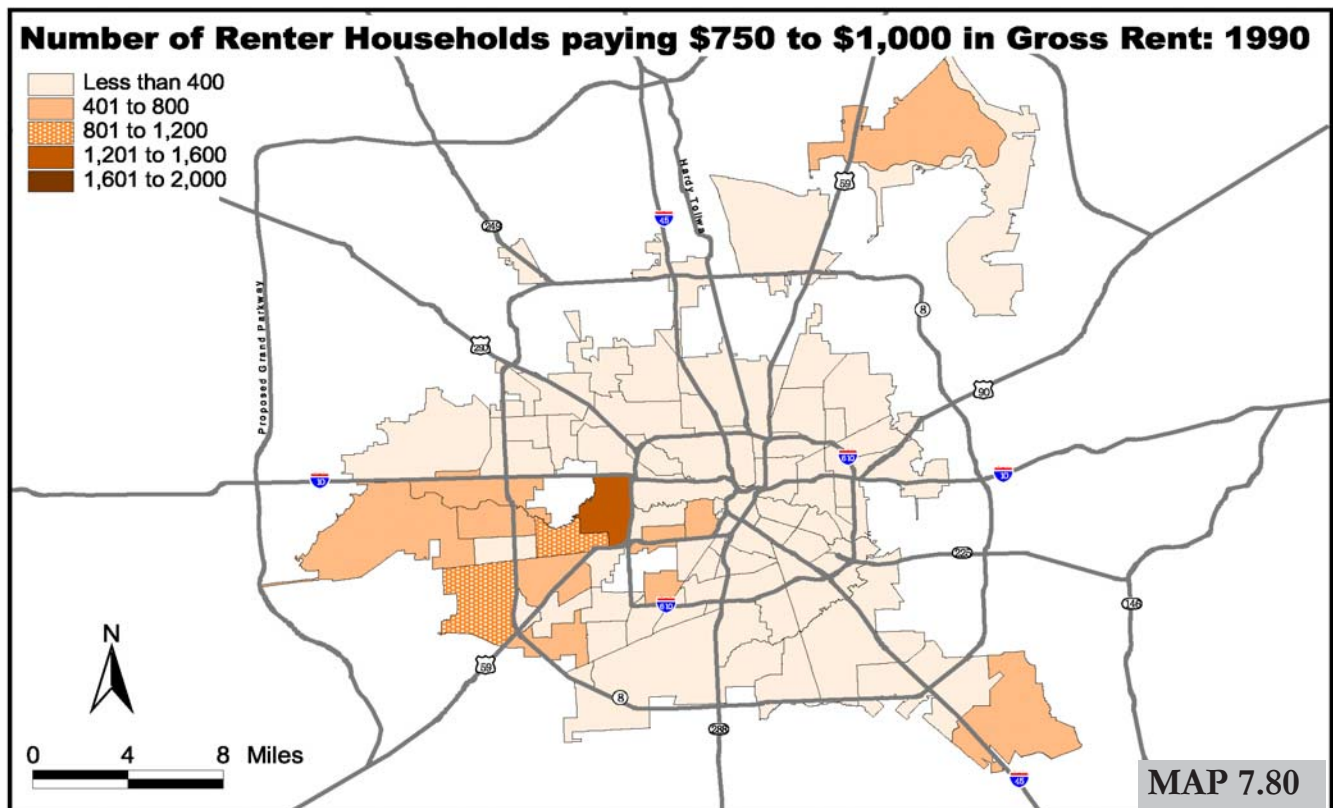 Number of Renter Households paying $750 to $1,000 in Gross Rent: 1990
Less than 400
401 to 800
801 to 1,200
1,201 to 1,600
1,601 to 2,000
Hardy Tollwa
59
45
249
Proposed Grand Parkway
8
290
90
610
10
10
225
146
610
N
59
8
288
0 4 8 Miles
45
MAP 7.80